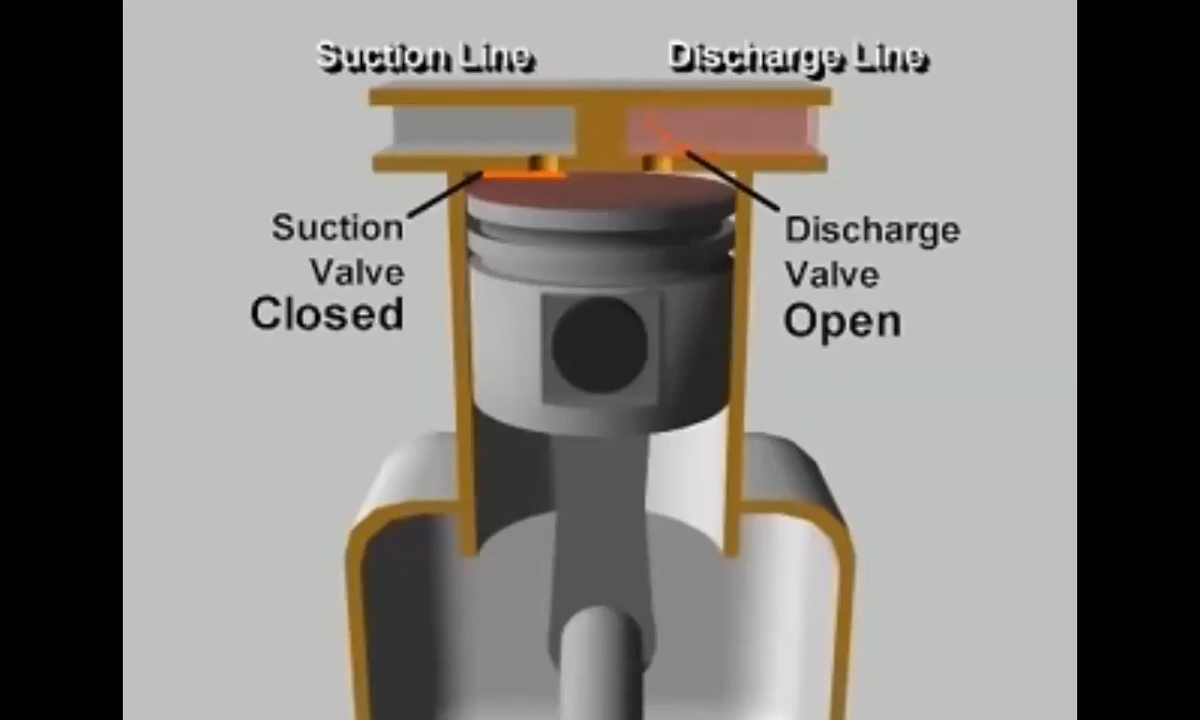 Suction Line
Discharge Line
Suction
Valve
Closed
Discharge
Valve
Open